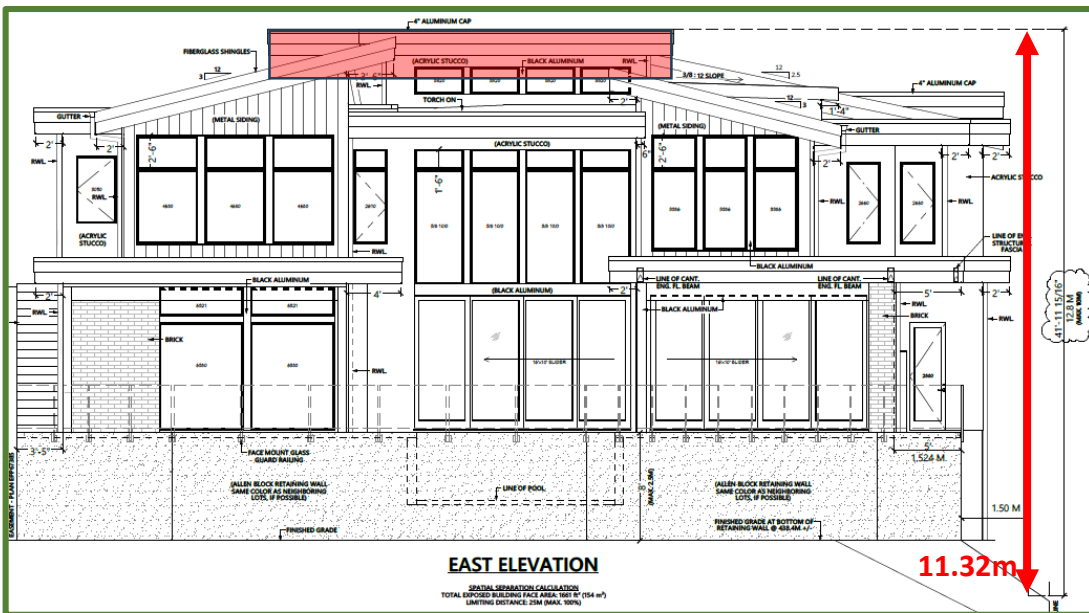 4" ALUMINUM CAP
FIBERGLASS SHINGLES
12
3
3'-6"
(ACRYLIC STUCCO)
BLACK ALUMINUM
RWL.
RWL.
3/8 : 12 SLOPE
12
2.5
4" ALUMINUM CAP
TORCH ON
2'
12
3
1'-4"
GUTTER
(METAL SIDING)
(METAL SIDING)
GUTTER
2'
2'
2'-6"
(ACRYLIC STUCCO)
6"
2'-6"
2'
2'
2'
RWL.
RWL.
1'-6"
RWL.
ACRYLIC STUCCO
(ACRYLIC
STUCCO)
RWL.
LINE OF ENG.
STRUCTURAL
FASCIA
BLACK ALUMINUM
BLACK ALUMINUM
LINE OF CANT.
ENG. FL. BEAM
LINE OF CANT.
ENG. FL. BEAM
2'
4'
(BLACK ALUMINUM)
2'
5'
2'
RWL.
BLACK ALUMINUM
RWL.
BRICK
RWL.
BRICK
41'-11 15/16"
12.8 M
RWL.
16'x10' SLIDER
16'x10' SLIDER
3'-5"
FACE MOUNT GLASS
GUARD RAILING
5'
1.524 M.
(ALLEN BLOCK RETAINING WALL
SAME COLOR AS NEIGHBORING
LOTS, IF POSSIBLE)
LINE OF POOL
(MAX. 2.5M)
(ALLEN BLOCK RETAINING WALL
SAME COLOR AS NEIGHBORING
LOTS, IF POSSIBLE)
1.50 M
FINISHED GRADE
FINISHED GRADE AT BOTTOM OF
RETAINING WALL @ 438.4M +/-
11.32m
EAST ELEVATION
SPATIAL SEPARATION CALCULATION
TOTAL EXPOSED BUILDING FACE AREA: 1661 ft² (154 m²)
LIMITING DISTANCE: 25M (MAX. 100%)